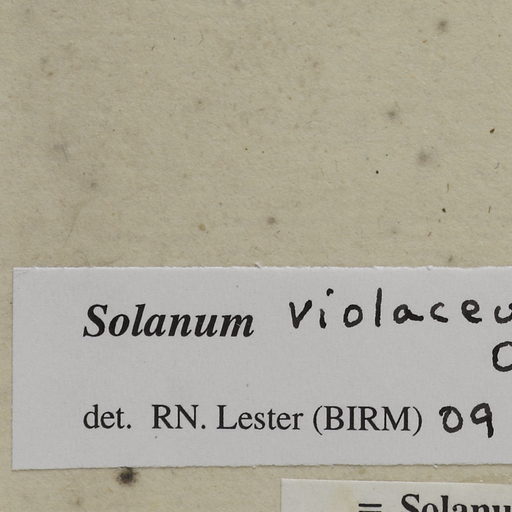 Solanum violaceu
O
det. RN. Lester (BIRM) 09
= Solanu